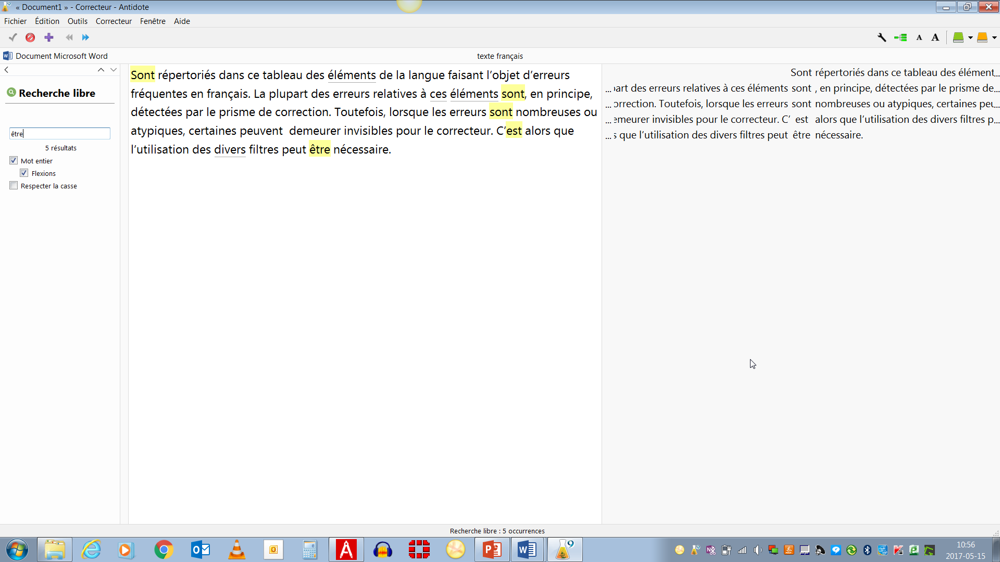 « Document1 » - Correcteur - Antidote
Fichier Édition Outils Correcteur Fenêtre Aide
A A
Document Microsoft Word
texte français
Recherche libre
être
5 résultats
Mot entier
Flexions
Respecter la casse
Sont répertoriés dans ce tableau des éléments de la langue faisant l’objet d’erreurs
fréquentes en français. La plupart des erreurs relatives à ces éléments sont, en principe,
détectées par le prisme de correction. Toutefois, lorsque les erreurs sont nombreuses ou
atypiques, certaines peuvent  demeurer invisibles pour le correcteur. C’est alors que
l’utilisation des divers filtres peut être nécessaire.
Sont répertoriés dans ce tableau des élément...
... part des erreurs relatives à ces éléments sont , en principe, détectées par le prisme de...
... orrection. Toutefois, lorsque les erreurs sont nombreuses ou atypiques, certaines peu...
... emeurer invisibles pour le correcteur. C’ est alors que l’utilisation des divers filtres p...
... s que l’utilisation des divers filtres peut être nécessaire.
Recherche libre : 5 occurrences
10:56
2017-05-15